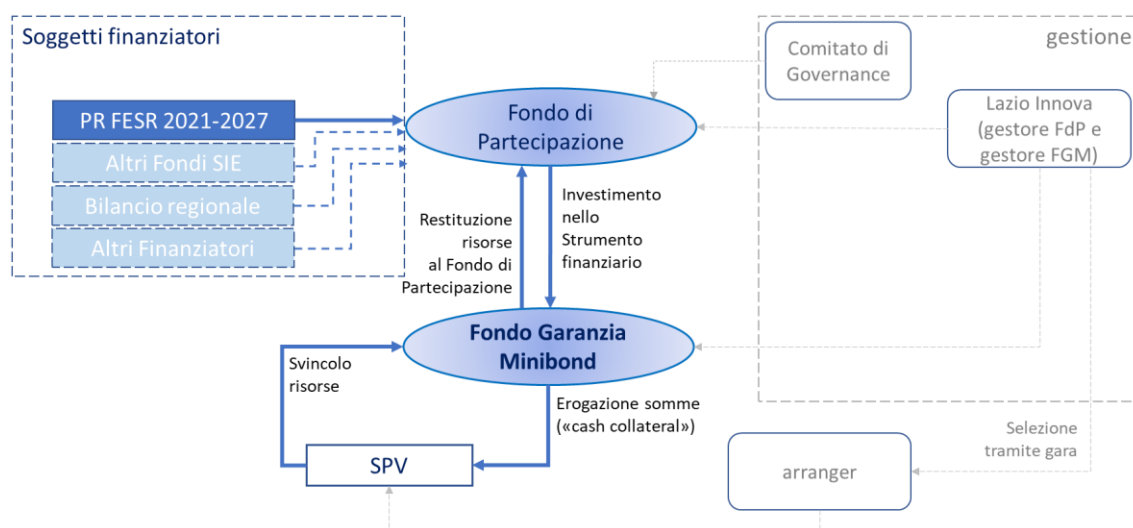 Soggetti finanziatori
PR FESR 2021-2027
Altri Fondi SIE
Bilancio regionale
Altri Finanziatori
Fondo di
Partecipazione
Comitato di
Governance
gestione
Lazio Innova
(gestore FdP e
gestore FGM)
Restituzione
risorse
al Fondo di
Partecipazione
Investimento
nello
Strumento
finanziario
Fondo Garanzia
Minibond
Svincolo
risorse
Erogazione somme
(«cash collateral»)
SPV
Selezione
tramite gara
arranger